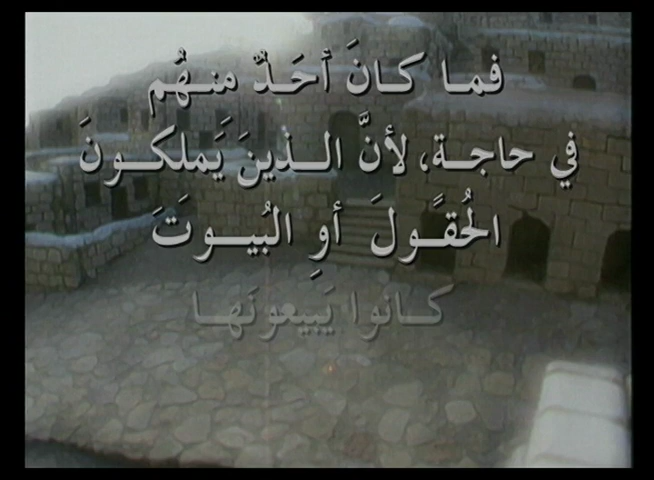 فما كانَ أحَدٌ منهُم
في حاجة، لأنَّ الذينَ يَملكونَ
الحُقولَ أوِ البُيوتَ
كانوا يَبيعونَها